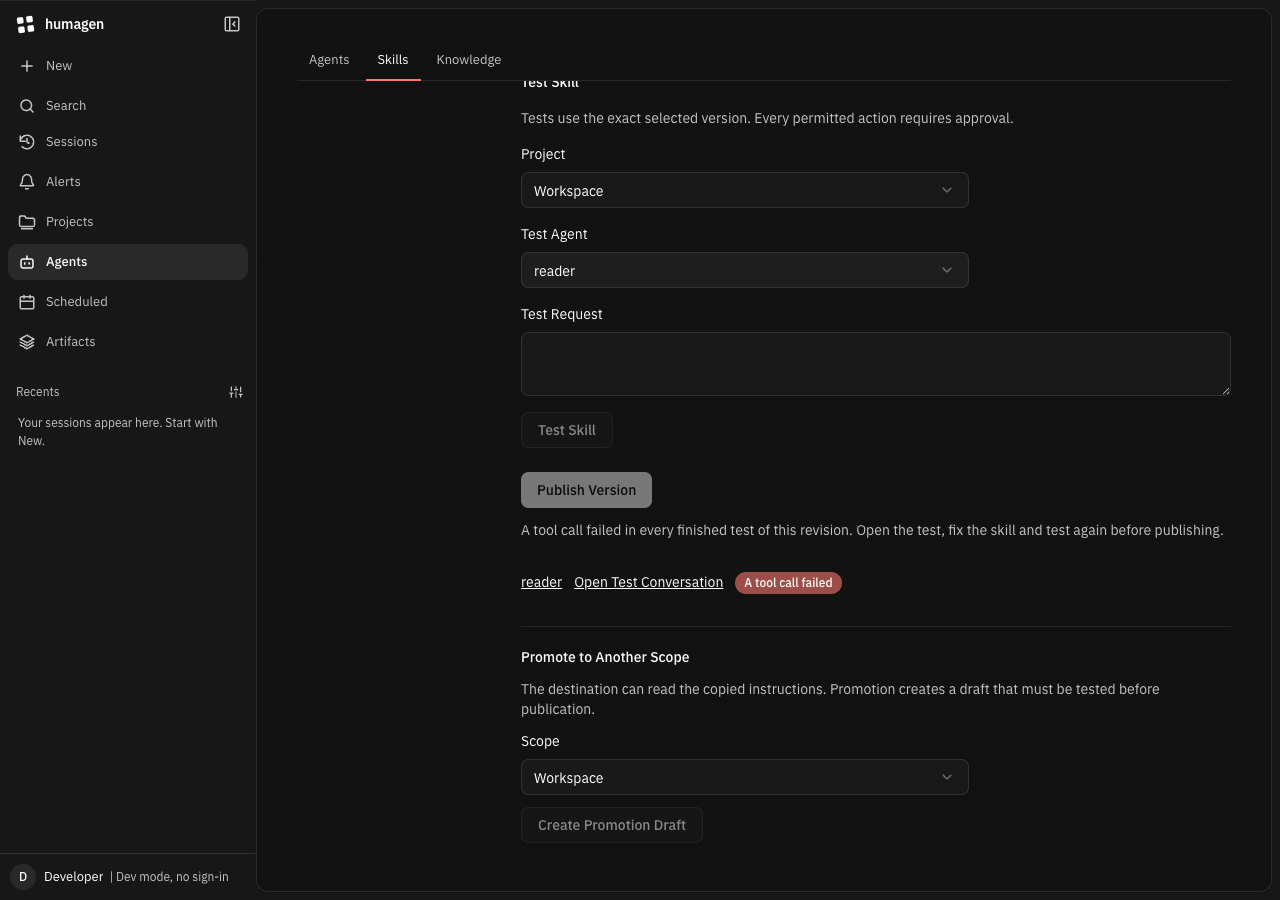 humagen
New
Search
Sessions
Alerts
Projects
Agents
Scheduled
Artifacts
Recents
Your sessions appear here. Start with
New.
D Developer | Dev mode, no sign-in
Agents Skills Knowledge
Test Skill
Tests use the exact selected version. Every permitted action requires approval.
Project
Workspace
Test Agent
reader
Test Request
Test Skill
Publish Version
A tool call failed in every finished test of this revision. Open the test, fix the skill and test again before publishing.
reader Open Test Conversation A tool call failed
Promote to Another Scope
The destination can read the copied instructions. Promotion creates a draft that must be tested before
publication.
Scope
Workspace
Create Promotion Draft